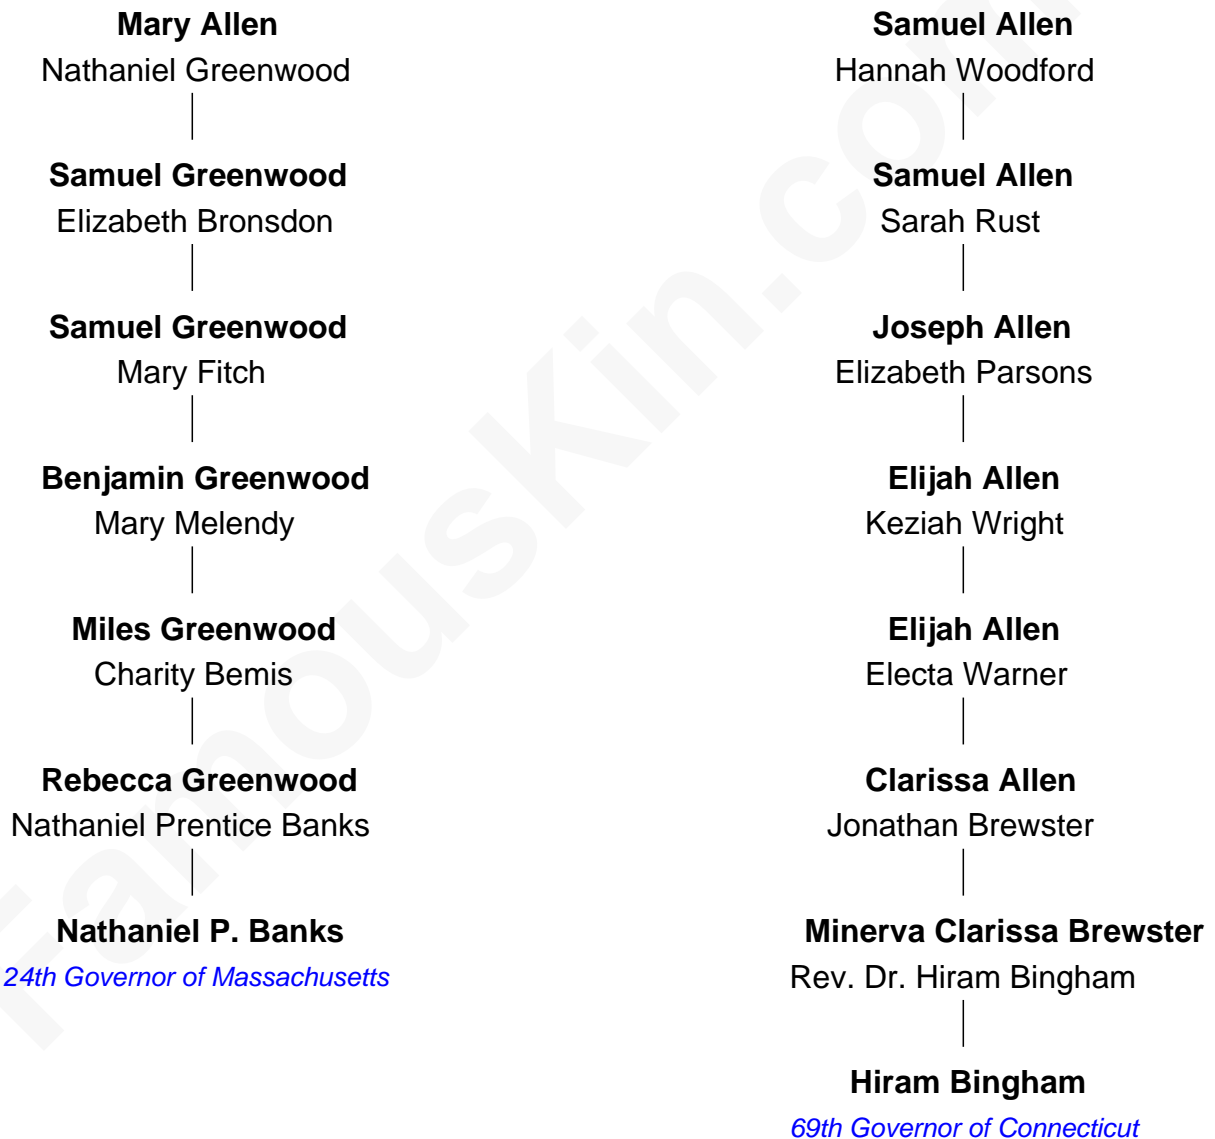 Mary Allen
Nathaniel Greenwood
Samuel Greenwood
Elizabeth Bronsdon
Samuel Greenwood
Mary Fitch
Benjamin Greenwood
Mary Melendy
Miles Greenwood
Charity Bemis
Rebecca Greenwood
Nathaniel Prentice Banks
Nathaniel P. Banks
24th Governor of Massachusetts
Samuel Allen
Hannah Woodford
Samuel Allen
Sarah Rust
Joseph Allen
Elizabeth Parsons
Elijah Allen
Keziah Wright
Elijah Allen
Electa Warner
Clarissa Allen
Jonathan Brewster
Minerva Clarissa Brewster
Rev. Dr. Hiram Bingham
Hiram Bingham
69th Governor of Connecticut
FamousKin.com